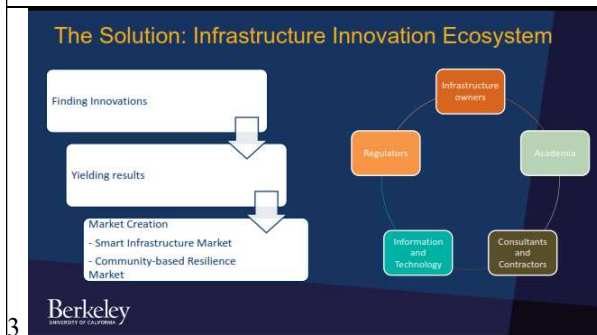 The Solution: Infrastructure Innovation Ecosystem
Finding Innovations
Yielding results
Market Creation
- Smart Infrastructure Market
- Community-based Resilience
Market
Infrastructure
owners
Regulators
Academia
Information
and
Technology
Consultants
and
Contractors
Berkeley
UNIVERSITY OF CALIFORNIA
3